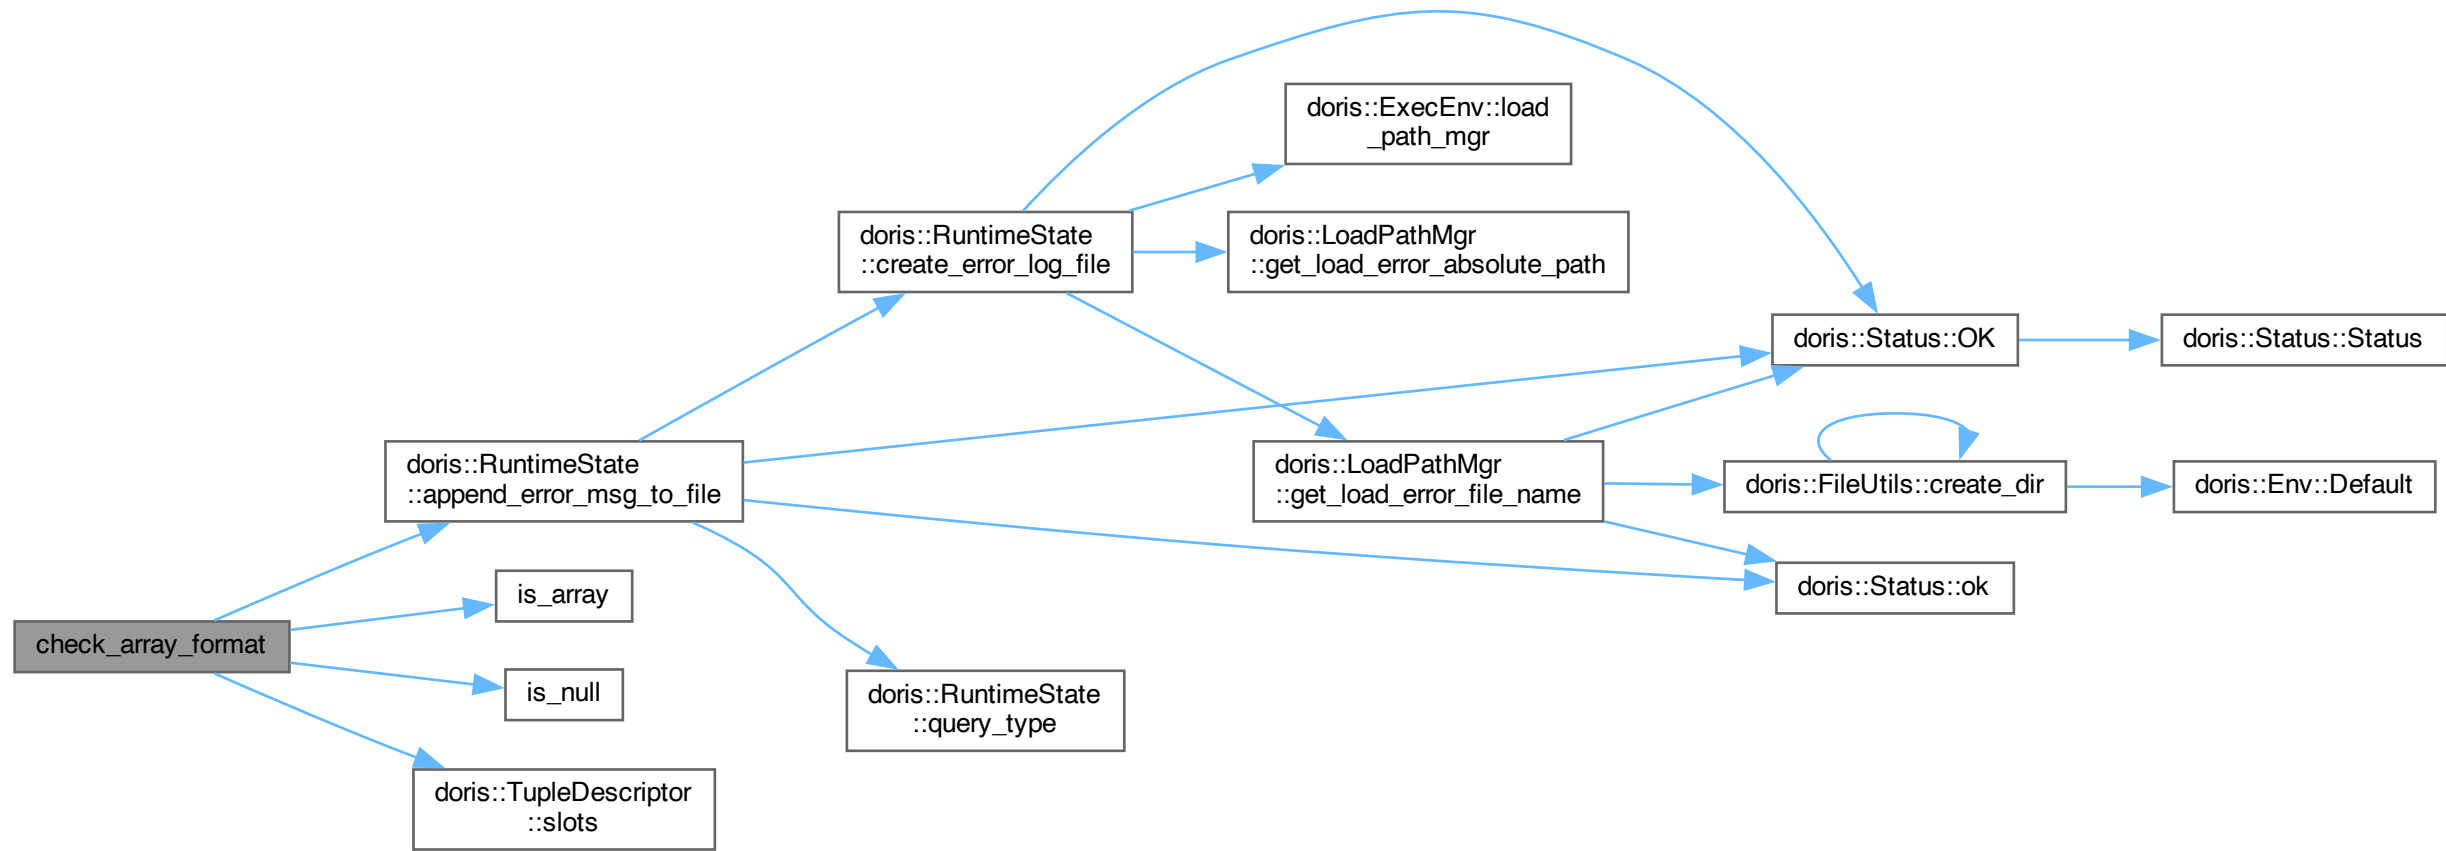 check_array_format
doris::RuntimeState
::append_error_msg_to_file
is_array
is_null
doris::TupleDescriptor
::slots
doris::RuntimeState
::create_error_log_file
doris::RuntimeState
::query_type
doris::ExecEnv::load
_path_mgr
doris::LoadPathMgr
::get_load_error_absolute_path
doris::LoadPathMgr
::get_load_error_file_name
doris::Status::OK
doris::FileUtils::create_dir
doris::Status::ok
doris::Status::Status
doris::Env::Default